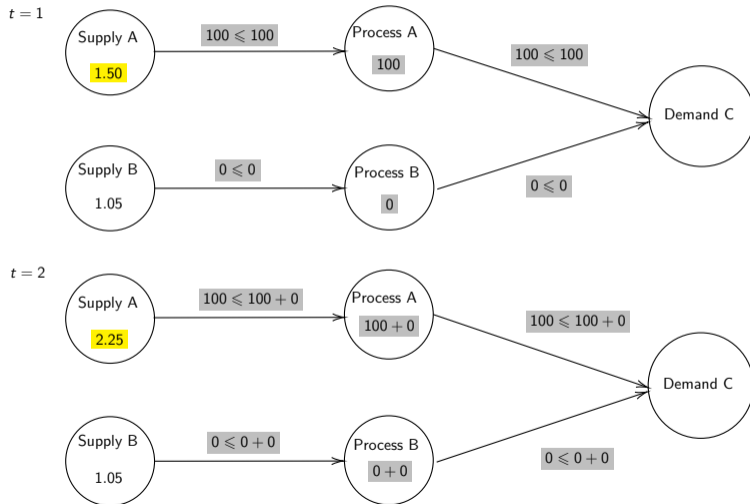 t = 1
Supply A
1.50
100 ⩽ 100
Process A
100
100 ⩽ 100
Demand C
Supply B
1.05
0 ⩽ 0
Process B
0
0 ⩽ 0
t = 2
Supply A
2.25
100 ⩽ 100 + 0
Process A
100 + 0
100 ⩽ 100 + 0
Demand C
Supply B
1.05
0 ⩽ 0 + 0
Process B
0 + 0
0 ⩽ 0 + 0